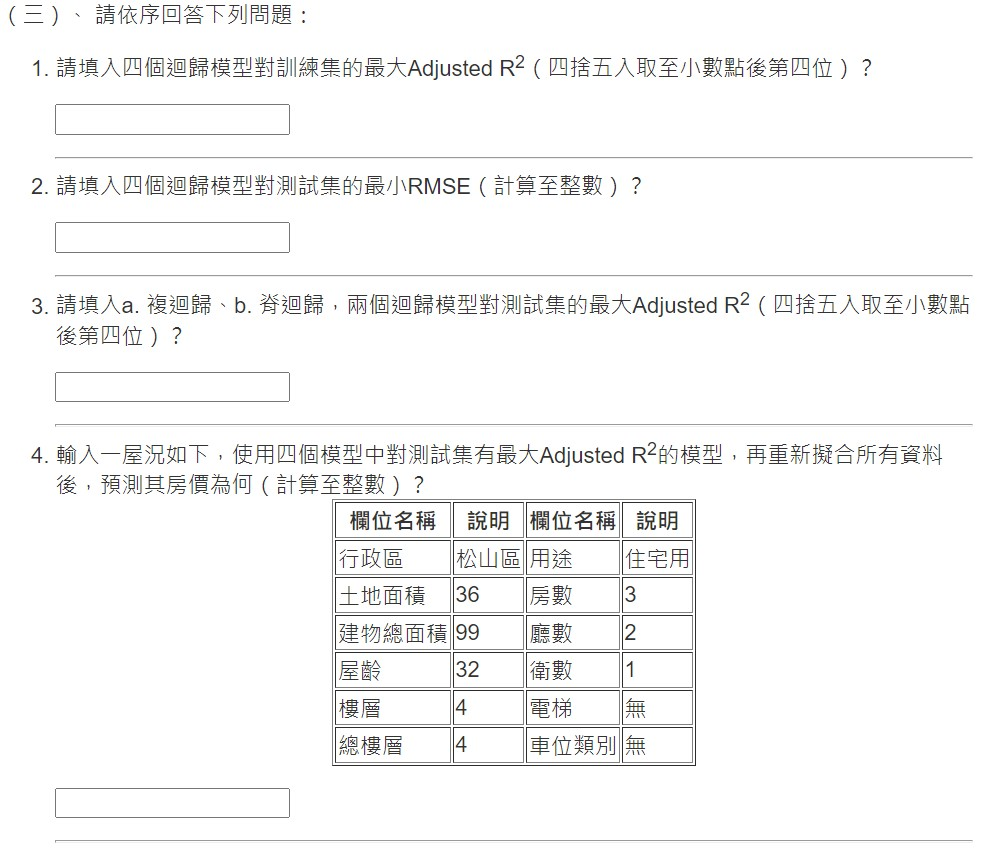 (三)、 請依序回答下列問題:
1. 請填入四個迴歸模型對訓練集的最大Adjusted R2(四捨五入取至小數點後第四位)?
2. 請填入四個迴歸模型對測試集的最小RMSE(計算至整數)?
3. 請填入a. 複迴歸、b. 脊迴歸,兩個迴歸模型對測試集的最大Adjusted R2(四捨五入取至小數點
後第四位)?
4. 輸入一屋況如下,使用四個模型中對測試集有最大Adjusted R2的模型,再重新擬合所有資料
後,預測其房價為何(計算至整數)?
欄位名稱 說明 欄位名稱 說明
行政區 松山區 用途 住宅用
土地面積 36 房數 3
建物總面積 99 廳數 2
屋齡 32 衛數 1
樓層 4 電梯 無
總樓層 4 車位類別 無